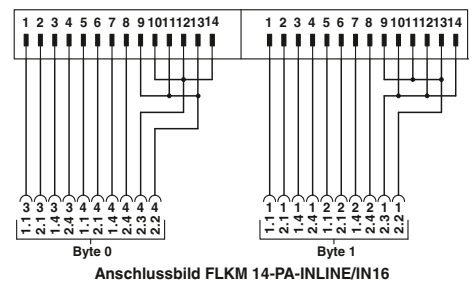 1 2 3 4 5 6 7 8 9 10 11 12 13 14 1 2 3 4 5 6 7 8 9 10 11 12 13 14
3 3 3 3 4 4 4 4 4 4 1 1 1 1 2 2 2 2 1 1
1.1 2.1 1.4 2.4 1.1 2.1 1.4 2.4 2.3 2.2 1.1 2.1 1.4 2.4 1.1 2.1 1.4 2.4 2.3 2.2
Byte 0 Byte 1
Anschlussbild FLKM 14-PA-INLINE/IN16